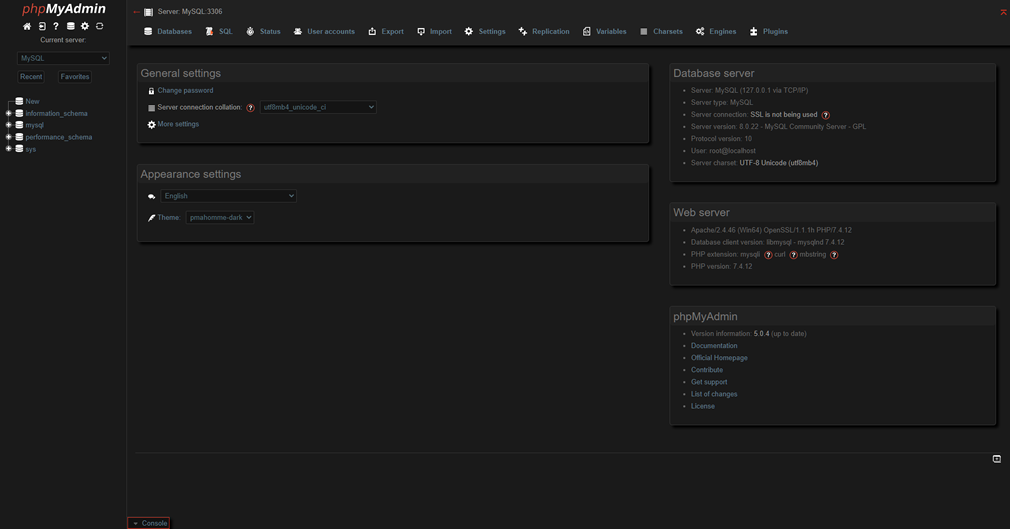 phpMyAdmin
Current server:
MySQL
Recent Favorites
New
information_schema
mysql
performance_schema
sys
Server: MySQL:3306
Databases SQL Status User accounts Export Import Settings Replication Variables Charsets Engines Plugins
General settings
Change password
Server connection collation: utf8mb4_unicode_ci
More settings
Appearance settings
English
Theme: pmahomme-dark
Database server
Server: MySQL (127.0.0.1 via TCP/IP)
Server type: MySQL
Server connection: SSL is not being used
Server version: 8.0.22 - MySQL Community Server - GPL
Protocol version: 10
User: root@localhost
Server charset: UTF-8 Unicode (utf8mb4)
Web server
Apache/2.4.46 (Win64) OpenSSL/1.1.1h PHP/7.4.12
Database client version: libmysql - mysqlnd 7.4.12
PHP extension: mysqli curl mbstring
PHP version: 7.4.12
phpMyAdmin
Version information: 5.0.4 (up to date)
Documentation
Official Homepage
Contribute
Get support
List of changes
License
Console